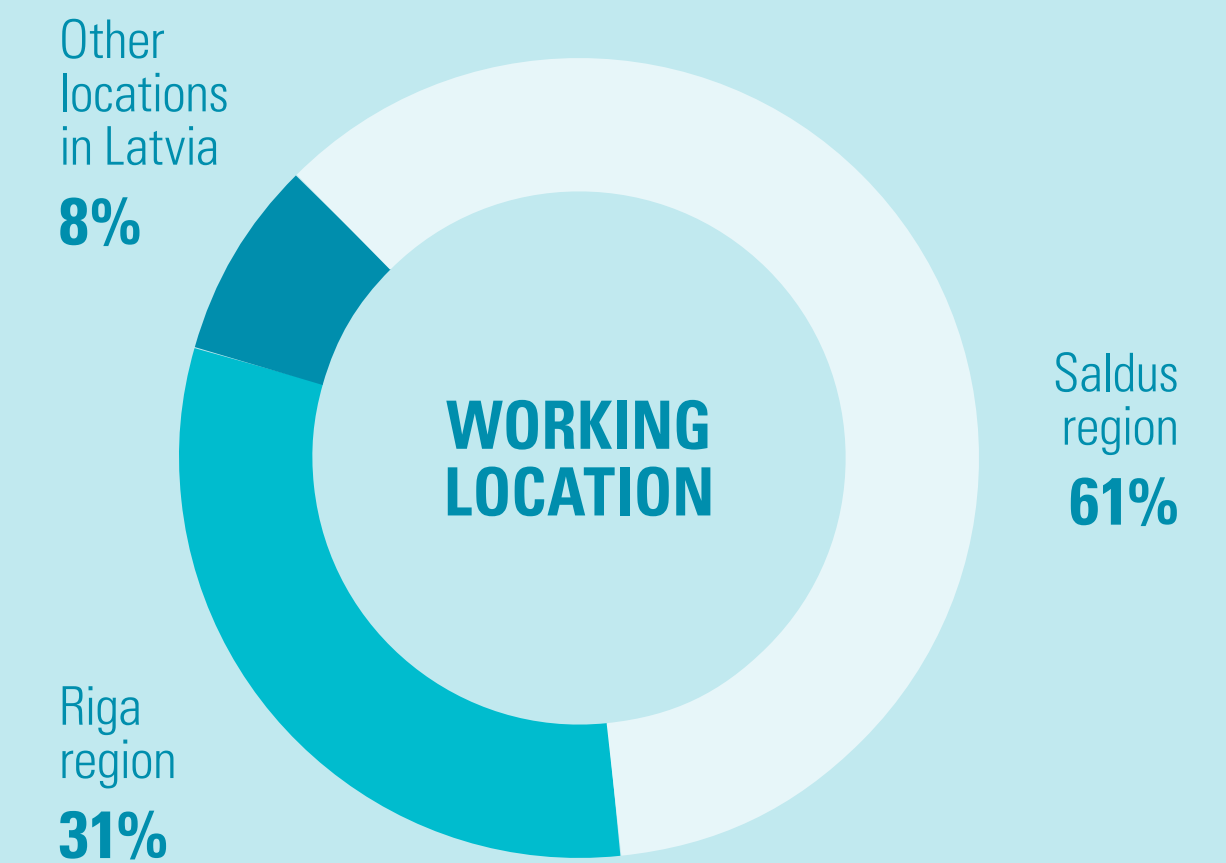 Other
locations
in Latvia
8%
WORKING
LOCATION
Saldus
region
61%
Riga
region
31%